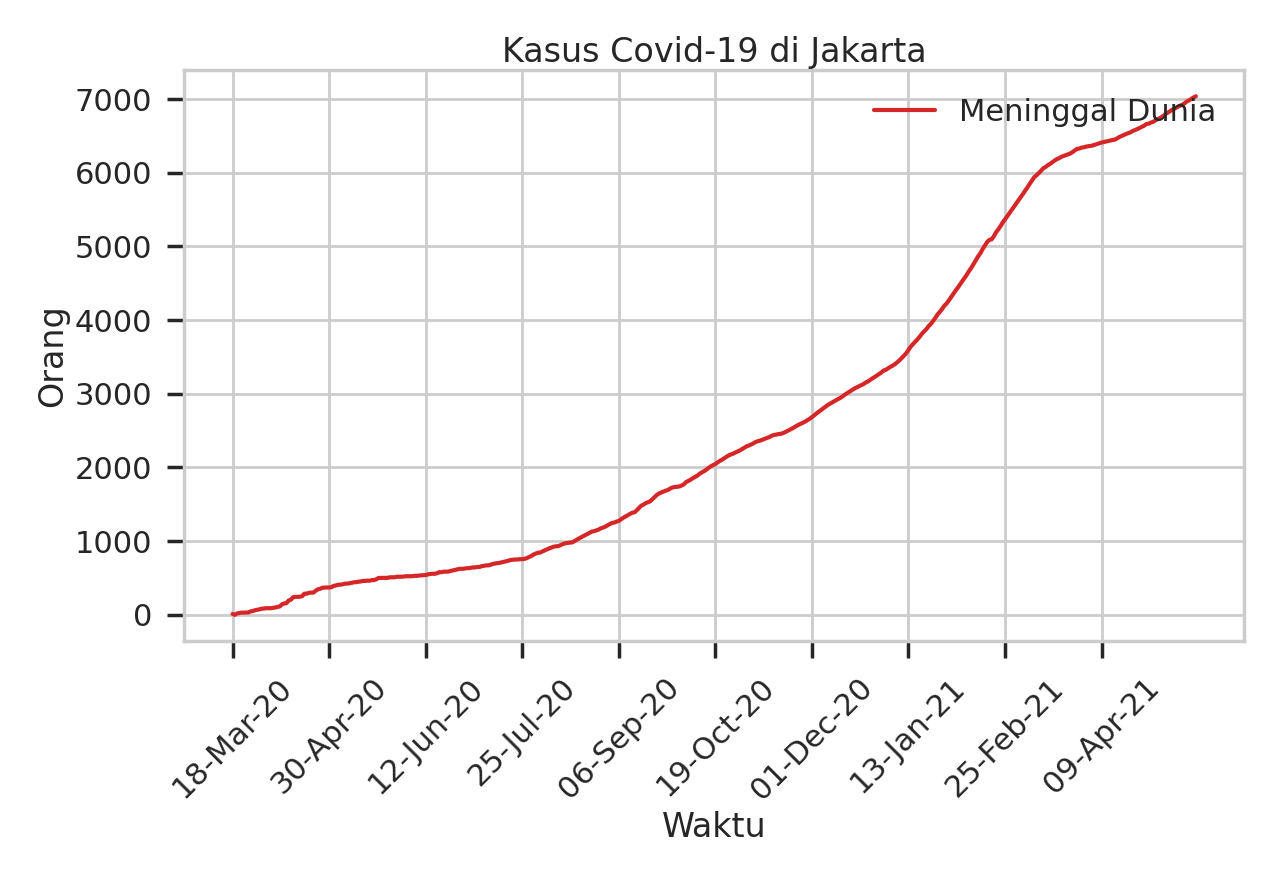 Kasus Covid-19 di Jakarta
Meninggal Dunia
7000
6000
5000
4000
3000
2000
1000
0
Orang
18-Mar-20
30-Apr-20
12-Jun-20
25-Jul-20
06-Sep-20
19-Oct-20
01-Dec-20
13-Jan-21
25-Feb-21
09-Apr-21
Waktu